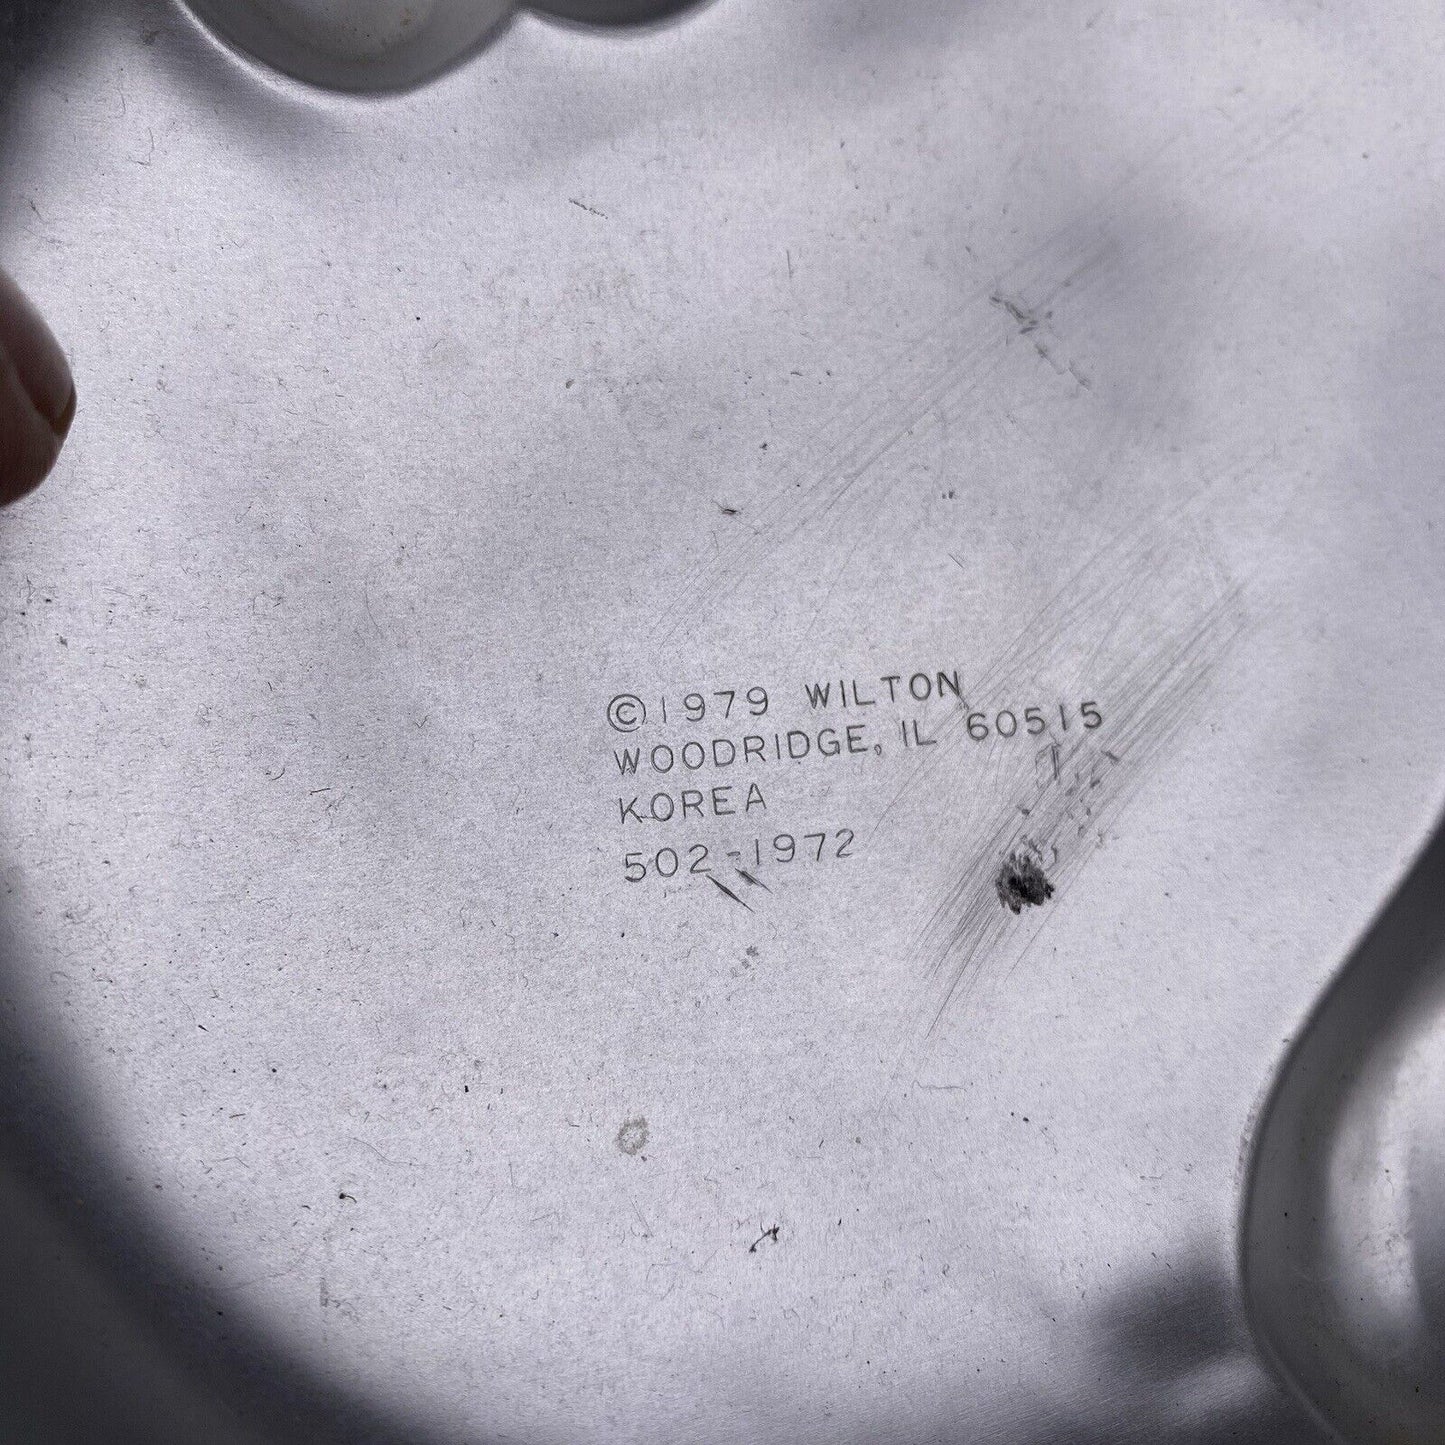 ©1979 WILTON
WOODRIDGE, IL 60515
KOREA
502-1972